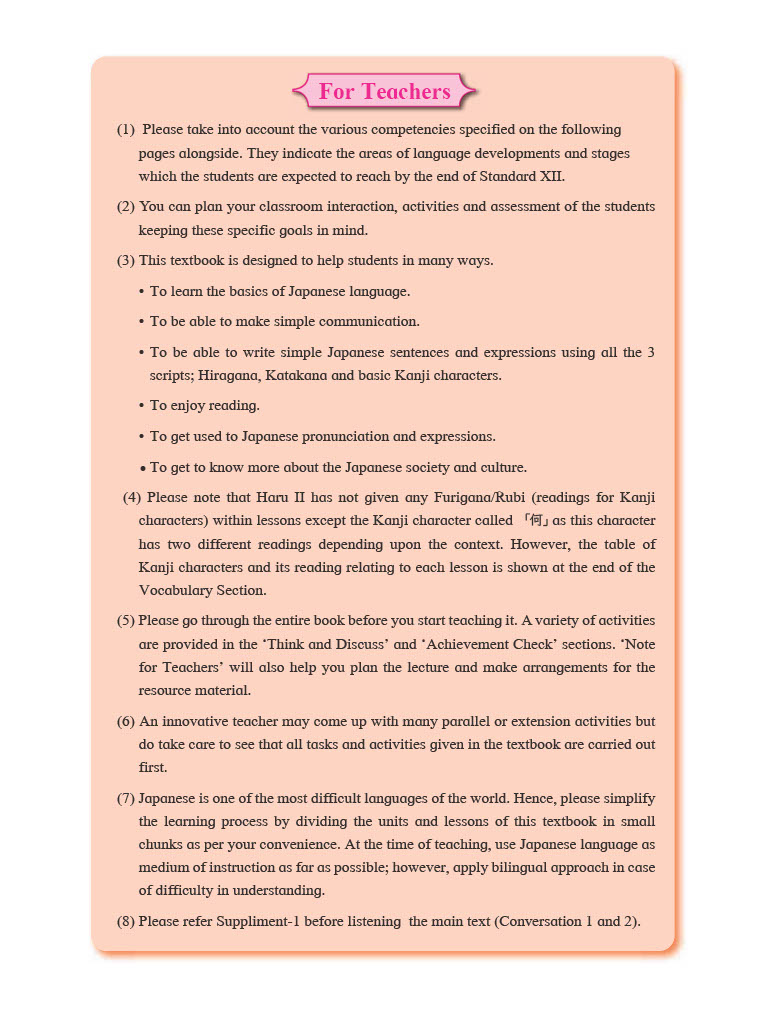 For Teachers
(1) Please take into account the various competencies specified on the following
pages alongside. They indicate the areas of language developments and stages
which the students are expected to reach by the end of Standard XII.
(2) You can plan your classroom interaction, activities and assessment of the students
keeping these specific goals in mind.
(3) This textbook is designed to help students in many ways.
• To learn the basics of Japanese language.
• To be able to make simple communication.
• To be able to write simple Japanese sentences and expressions using all the 3
scripts; Hiragana, Katakana and basic Kanji characters.
• To enjoy reading.
• To get used to Japanese pronunciation and expressions.
• To get to know more about the Japanese society and culture.
(4) Please note that Haru II has not given any Furigana/Rubi (readings for Kanji
characters) within lessons except the Kanji character called 「何」 as this character
has two different readings depending upon the context. However, the table of
Kanji characters and its reading relating to each lesson is shown at the end of the
Vocabulary Section.
(5) Please go through the entire book before you start teaching it. A variety of activities
are provided in the ‘Think and Discuss’ and ‘Achievement Check’ sections. ‘Note
for Teachers’ will also help you plan the lecture and make arrangements for the
resource material.
(6) An innovative teacher may come up with many parallel or extension activities but
do take care to see that all tasks and activities given in the textbook are carried out
first.
(7) Japanese is one of the most difficult languages of the world. Hence, please simplify
the learning process by dividing the units and lessons of this textbook in small
chunks as per your convenience. At the time of teaching, use Japanese language as
medium of instruction as far as possible; however, apply bilingual approach in case
of difficulty in understanding.
(8) Please refer Suppliment-1 before listening the main text (Conversation 1 and 2).